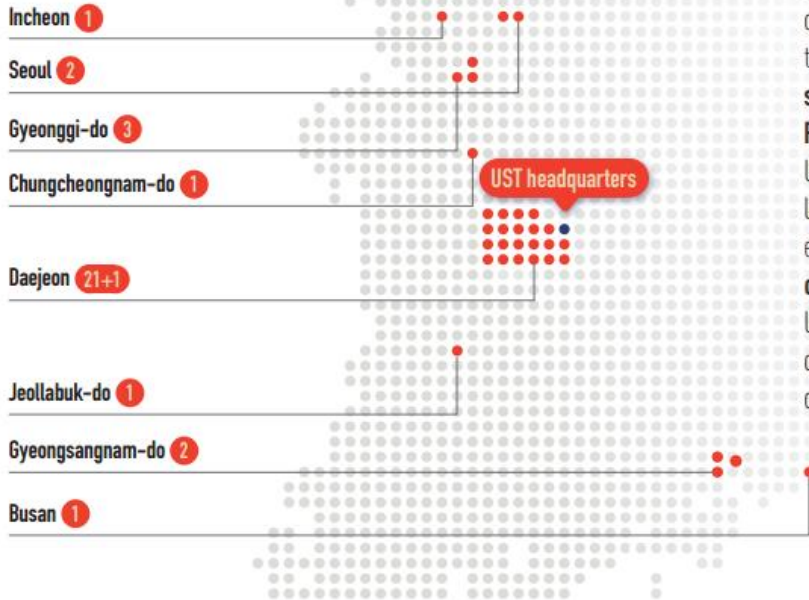 Incheon 1
Seoul 2
Gyeonggi-do 3
Chungcheongnam-do 1
UST headquarters
Daejeon 21+1
Jeollabuk-do 1
Gyeongsangnam-do 2
Busan 1